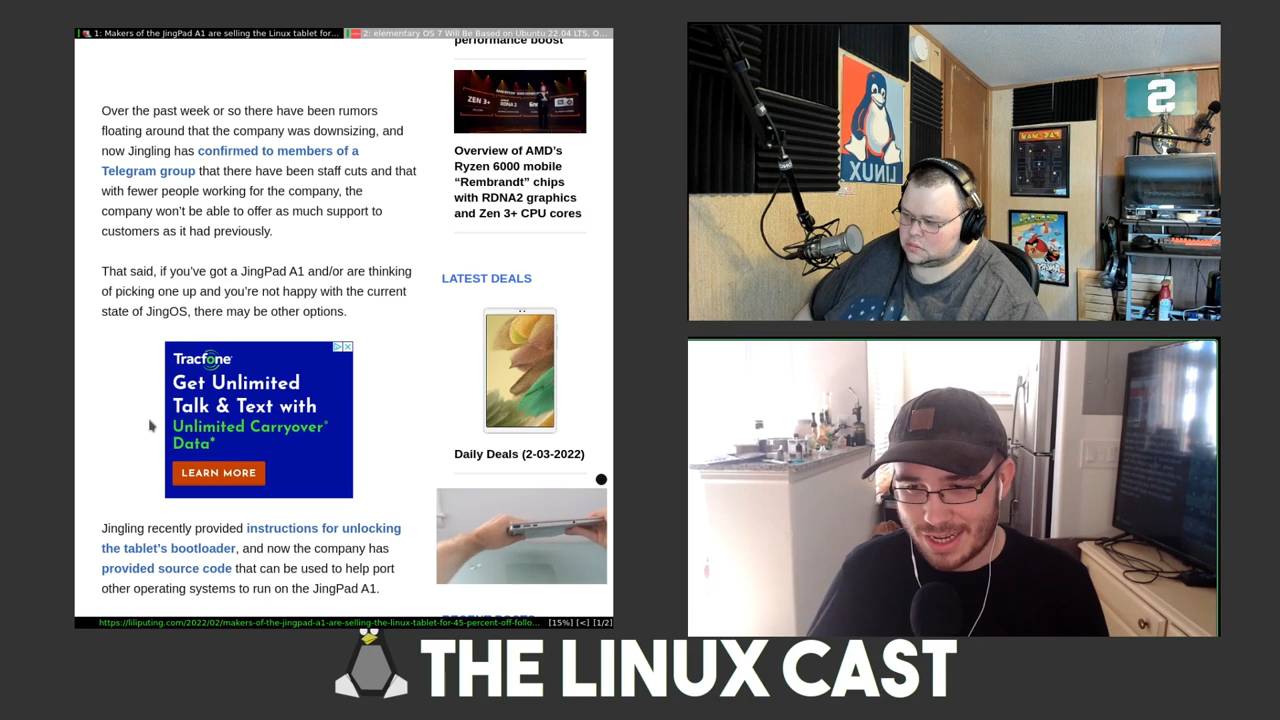 1: Makers of the JingPad A1 are selling the Linux tablet for...
2: elementary OS 7 Will Be Based on Ubuntu 22.04 LTS, O...
Over the past week or so there have been rumors
floating around that the company was downsizing, and
now Jingling has confirmed to members of a
Telegram group that there have been staff cuts and that
with fewer people working for the company, the
company won’t be able to offer as much support to
customers as it had previously.
That said, if you’ve got a JingPad A1 and/or are thinking
of picking one up and you’re not happy with the current
state of JingOS, there may be other options.
Tracfone
Get Unlimited
Talk & Text with
Unlimited Carryover®
Data*
LEARN MORE
Jingling recently provided instructions for unlocking
the tablet’s bootloader, and now the company has
provided source code that can be used to help port
other operating systems to run on the JingPad A1.
performance boost
ZEN 3+
Overview of AMD’s
Ryzen 6000 mobile
“Rembrandt” chips
with RDNA2 graphics
and Zen 3+ CPU cores
LATEST DEALS
Daily Deals (2-03-2022)
RECENT POSTS
https://liliputing.com/2022/02/makers-of-the-jingpad-a1-are-selling-the-linux-tablet-for-45-percent-off-follo...
[15%] [<] [1/2]
LINUX
PAC-MAN
S
THE LINUX CAST